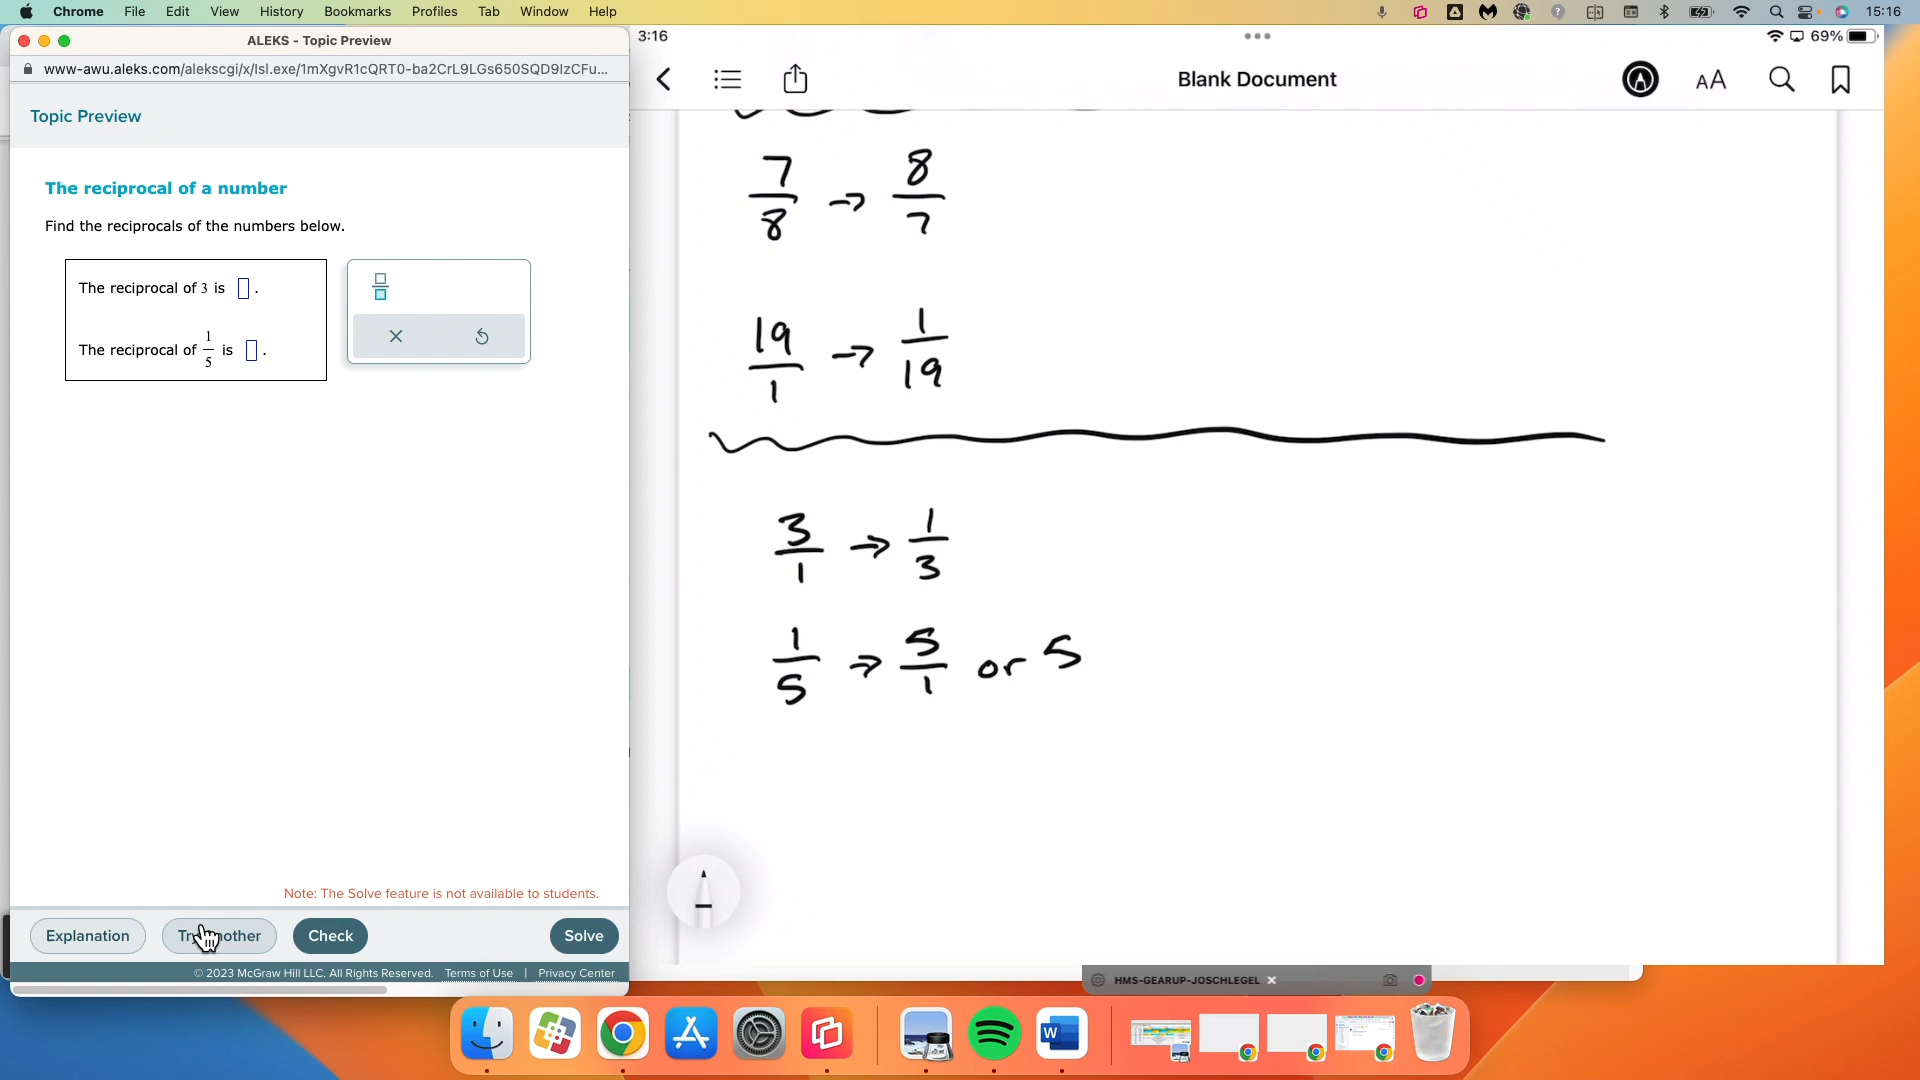 Chrome File Edit View History Bookmarks Profiles Tab Window Help 15:16
ALEKS - Topic Preview
www-awu.aleks.com/alekscgi/x/Isl.exe/1mXgvR1cQRT0-ba2CrL9LGs650SQD9IzCFu...
Topic Preview
The reciprocal of a number
Find the reciprocals of the numbers below.
The reciprocal of 3 is .
The reciprocal of 1/5 is .
Note: The Solve feature is not available to students.
Explanation Try Another Check Solve
© 2023 McGraw Hill LLC. All Rights Reserved. Terms of Use | Privacy Center
3:16 69%
Blank Document AA
7/8 → 8/7
19/1 → 1/19
3/1 → 1/3
1/5 → 5/1 or 5
HMS-GEARUP-JOSCHLEGEL
W